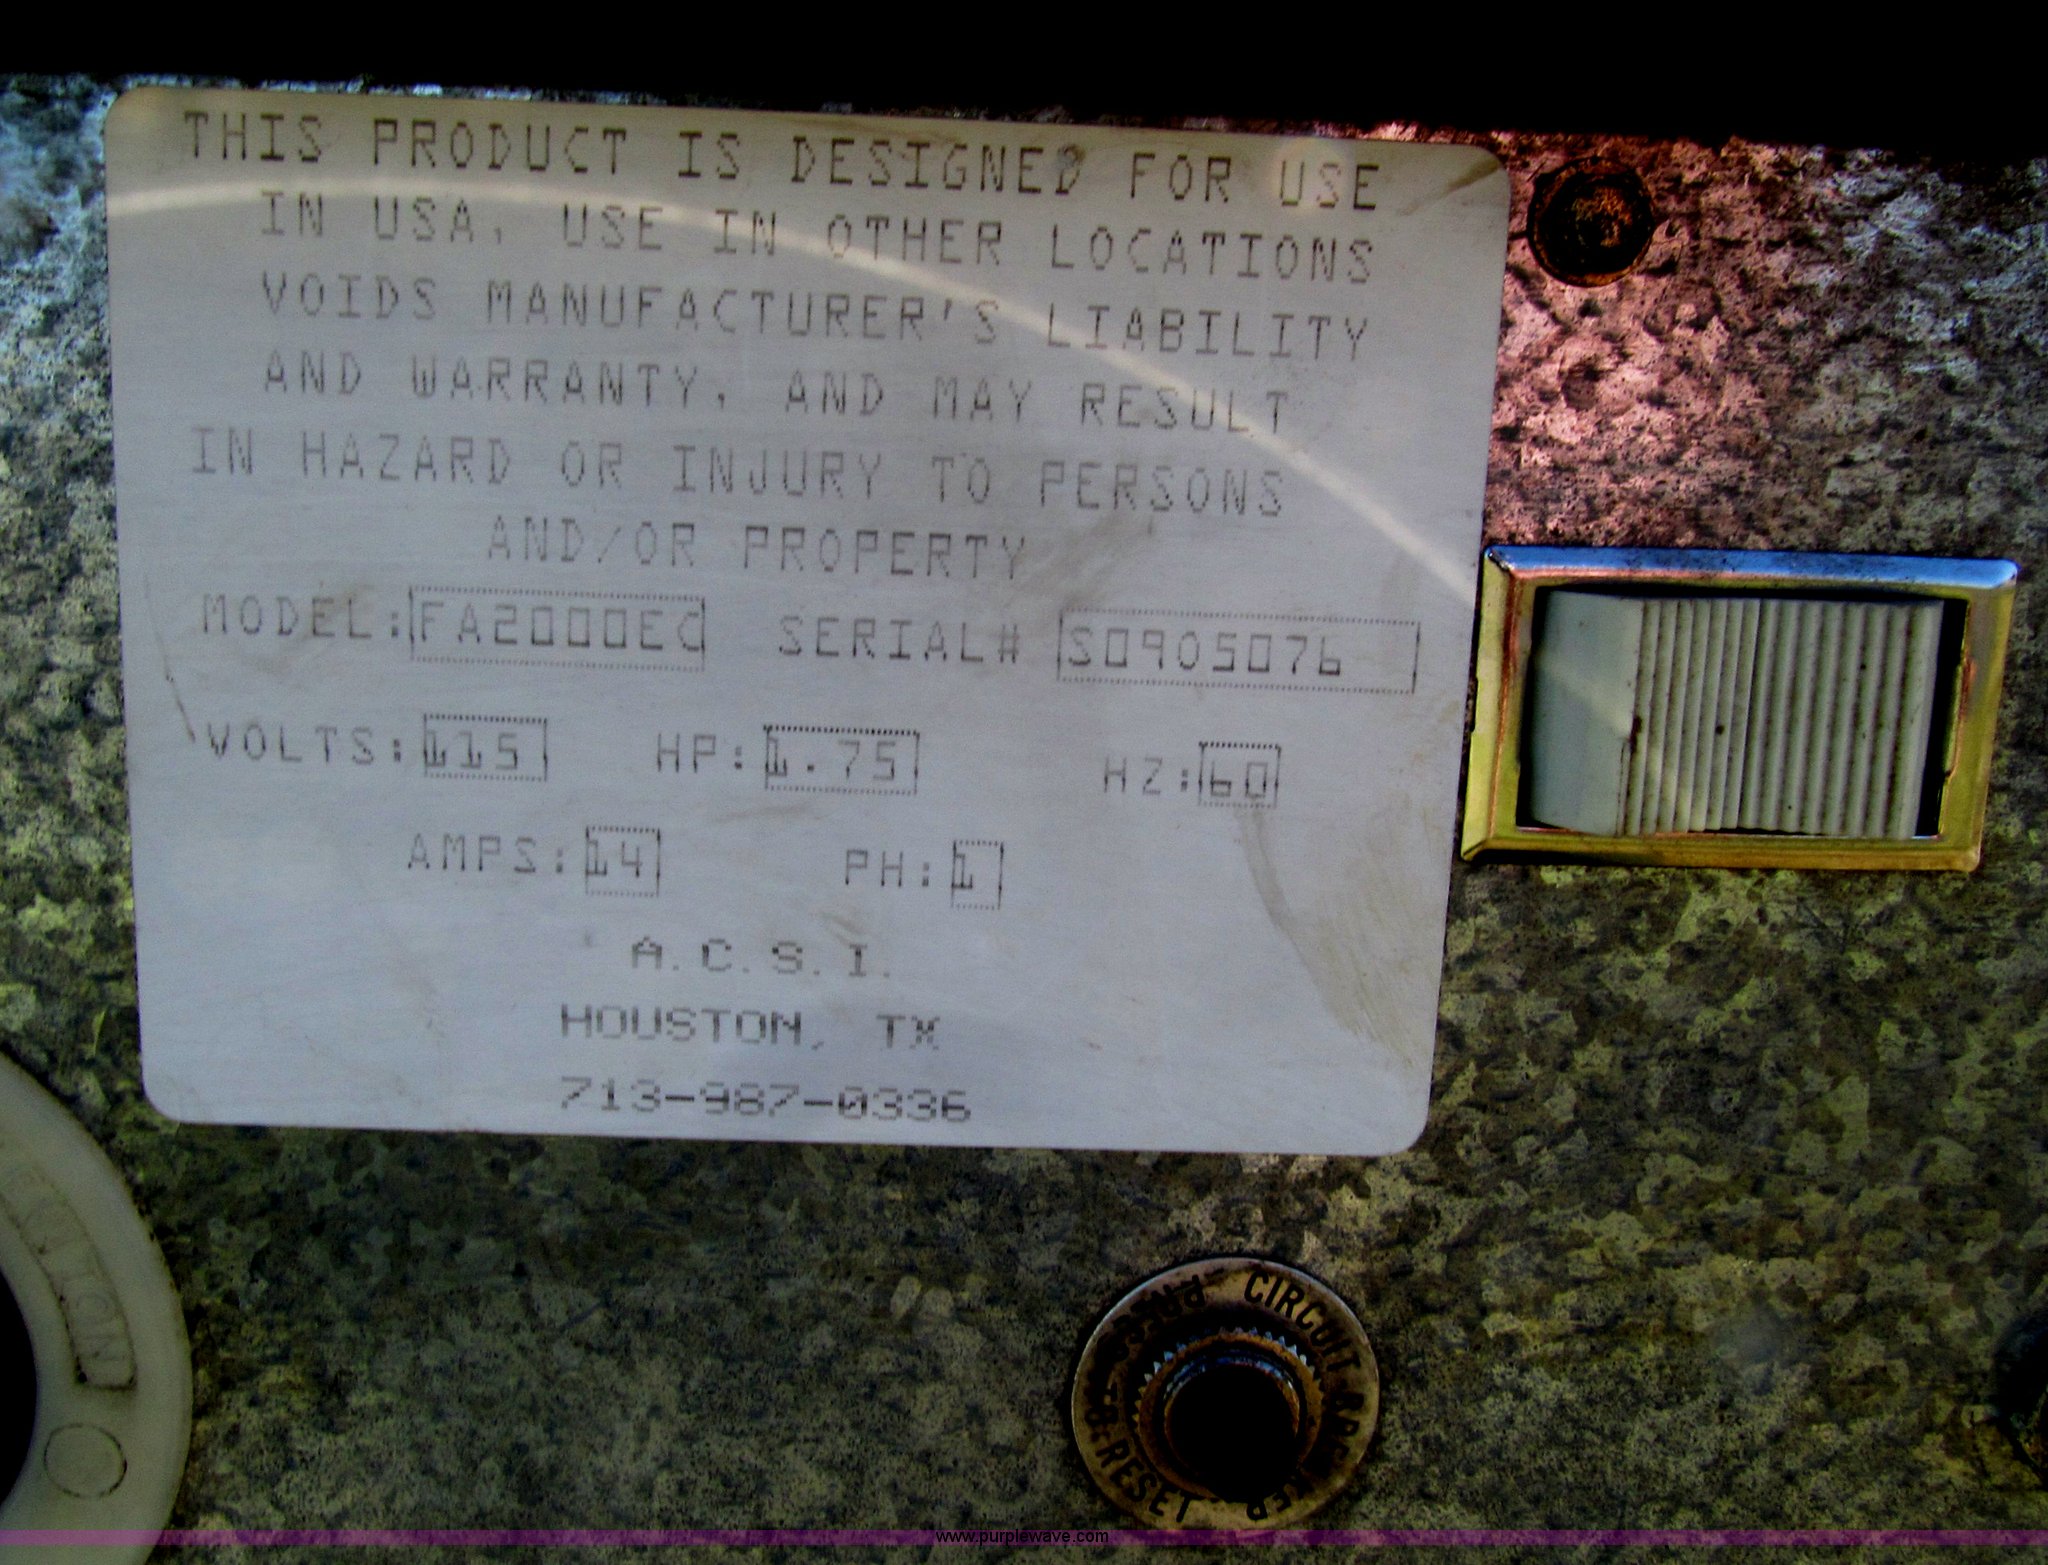 THIS PRODUCT IS DESIGNED FOR USE
IN USA, USE IN OTHER LOCATIONS
VOIDS MANUFACTURER'S LIABILITY
AND WARRANTY, AND MAY RESULT
IN HAZARD OR INJURY TO PERSONS
AND/OR PROPERTY
MODEL: FA2000EC SERIAL# S0905076
VOLTS: 115 HP: 1.75 HZ: 60
AMPS: 14 PH: 1
A.C.S.I.
HOUSTON, TX
713-987-0336
CIRCUIT BREAKER
PRESS TO RESET
www.purplewave.com